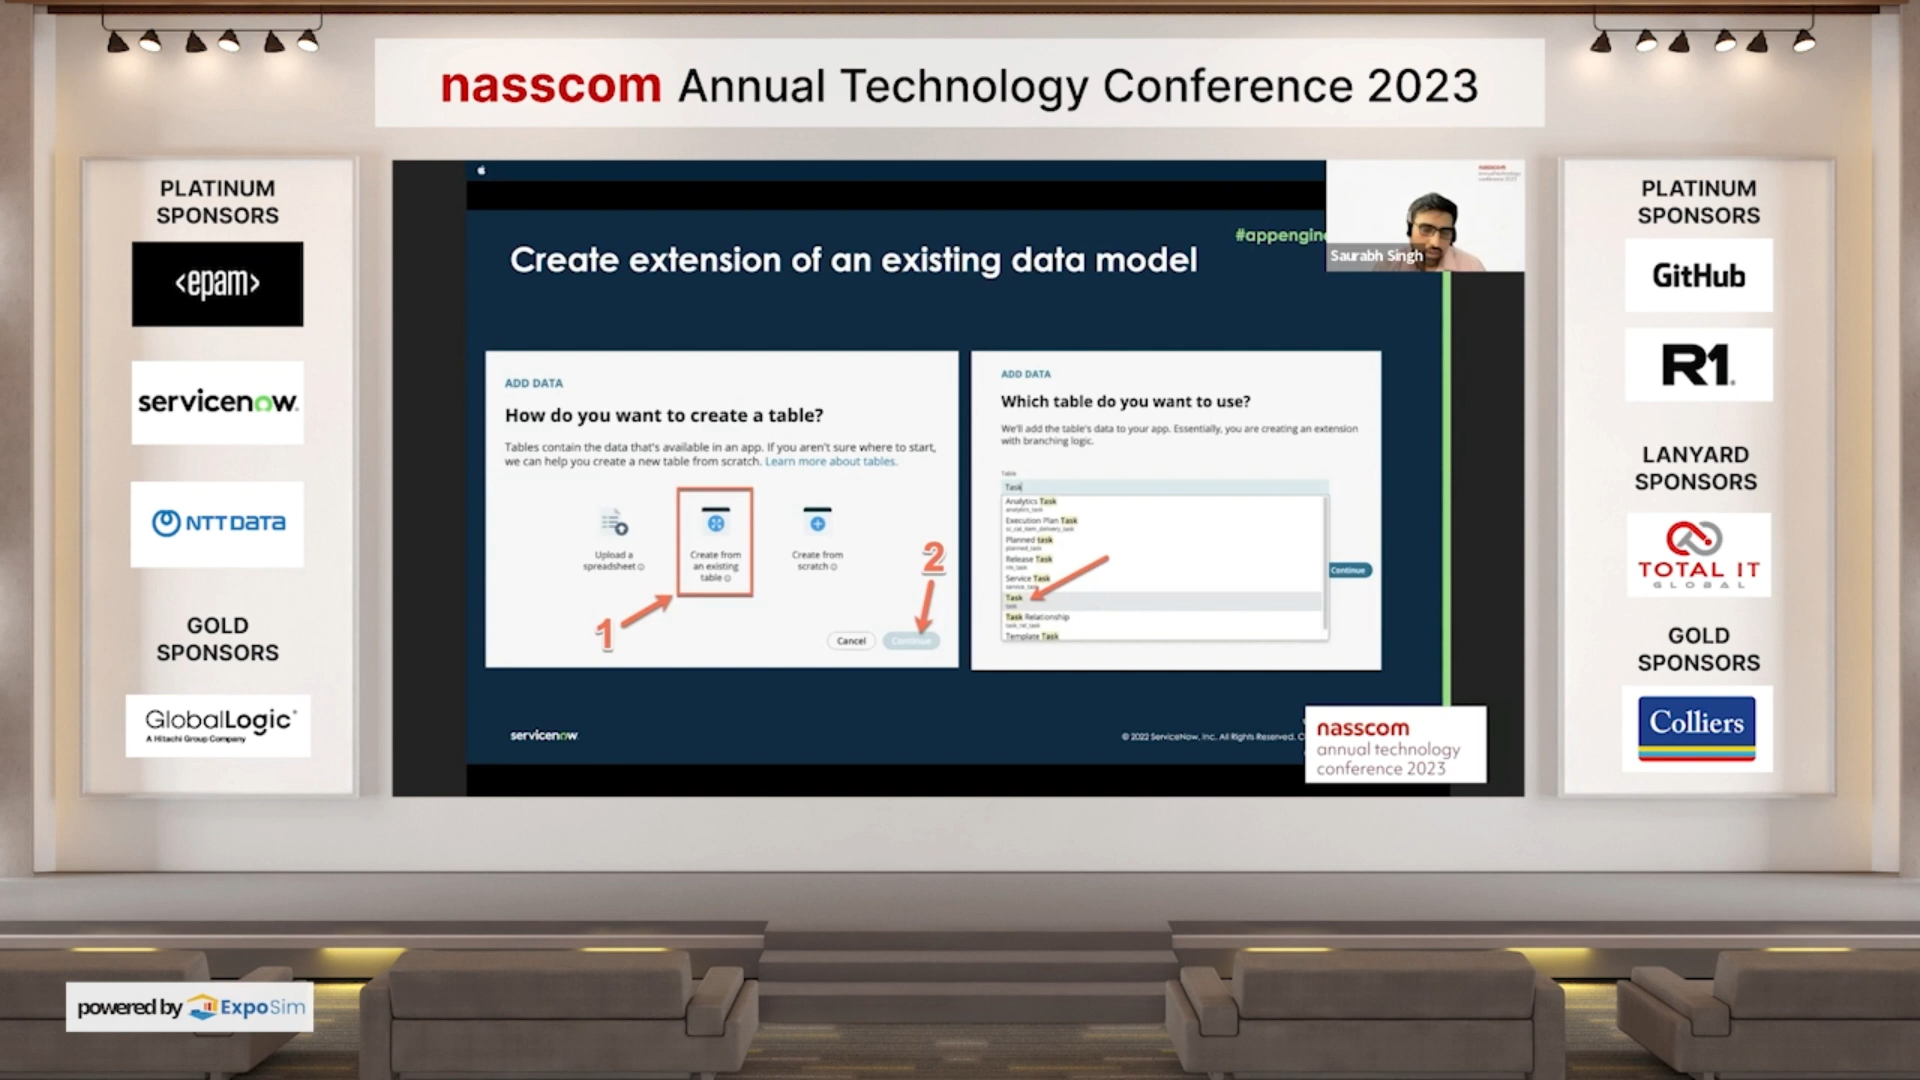 nasscom Annual Technology Conference 2023
PLATINUM
SPONSORS
<epam>
servicenow
NTT DATA
GOLD
SPONSORS
GlobalLogic
A Hitachi Group Company
#appengine
Saurabh Singh
nasscom
annual technology
conference 2023
Create extension of an existing data model
ADD DATA
How do you want to create a table?
Tables contain the data that's available in an app. If you aren't sure where to start,
we can help you create a new table from scratch. Learn more about tables.
Upload a
spreadsheet
Create from
an existing
table
Create from
scratch
1
2
Cancel
Continue
ADD DATA
Which table do you want to use?
We'll add the table's data to your app. Essentially, you are creating an extension
with branching logic.
Table
Task
Analytics Task
analytics_task
Execution Plan Task
sc_cat_item_delivery_task
Planned task
planned_task
Release Task
rm_task
Service Task
service_task
Task
task
Task Relationship
task_rel_task
Template Task
Continue
servicenow
© 2022 ServiceNow, Inc. All Rights Reserved.
nasscom
annual technology
conference 2023
PLATINUM
SPONSORS
GitHub
R1
LANYARD
SPONSORS
TOTAL IT
GLOBAL
GOLD
SPONSORS
Colliers
powered by ExpoSim